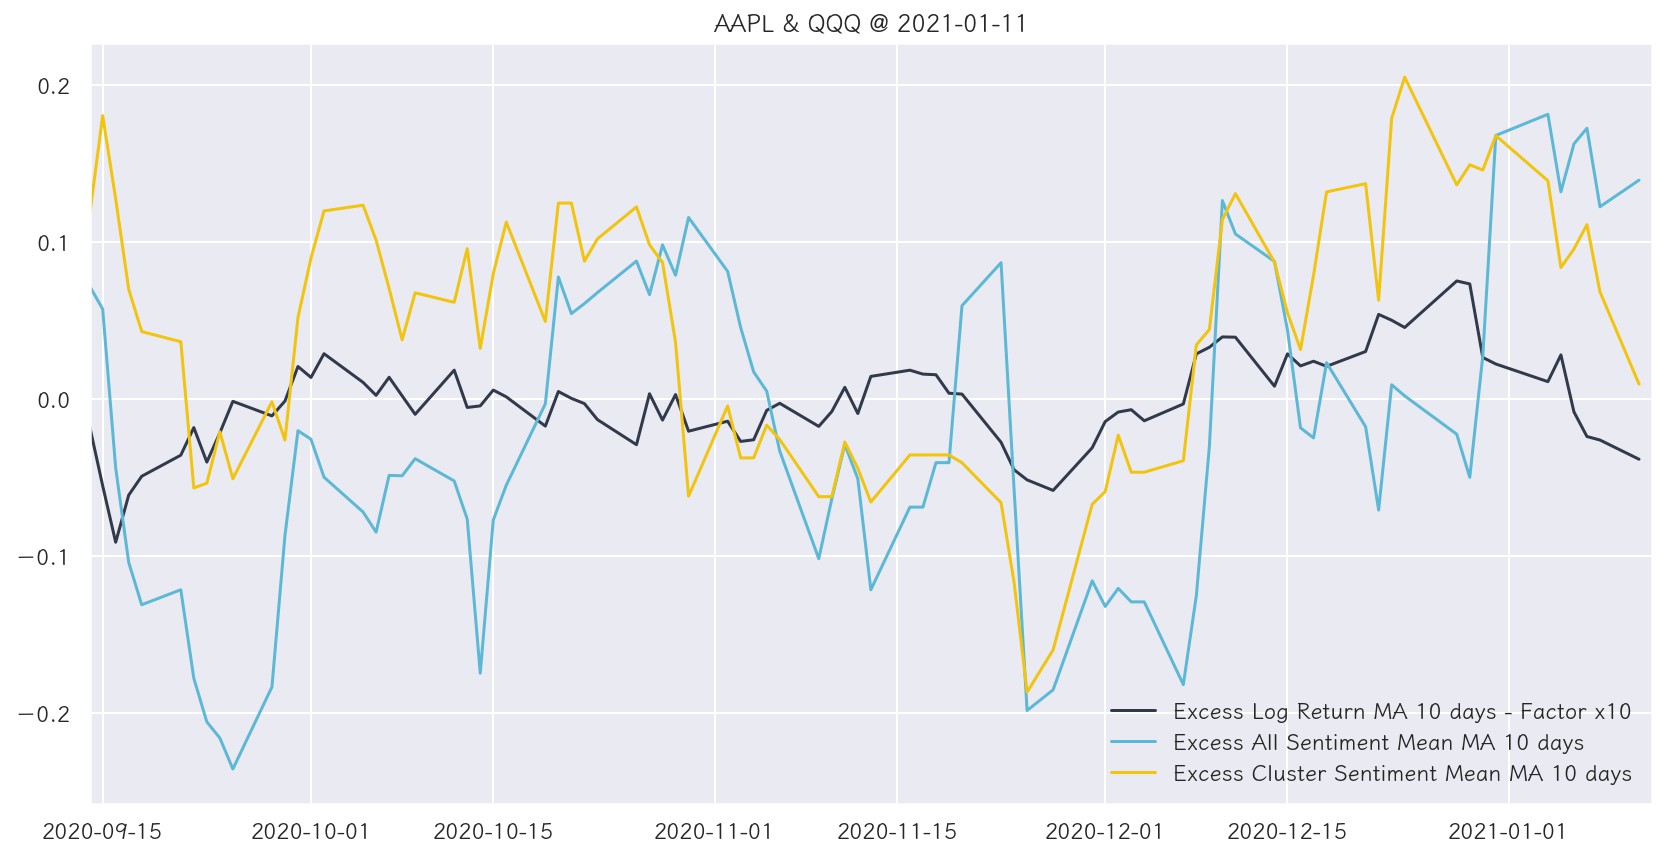 AAPL & QQQ @ 2021-01-11
0.2
0.1
0.0
−0.1
−0.2
Excess Log Return MA 10 days - Factor x10
Excess All Sentiment Mean MA 10 days
Excess Cluster Sentiment Mean MA 10 days
2020-09-15 2020-10-01 2020-10-15 2020-11-01 2020-11-15 2020-12-01 2020-12-15 2021-01-01